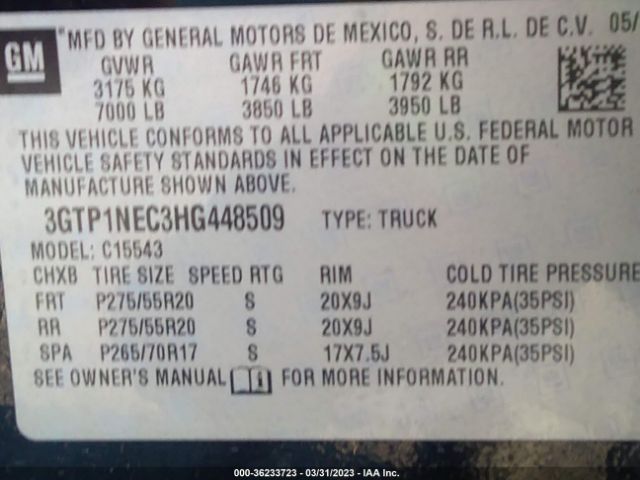 GM *MFD BY GENERAL MOTORS DE MEXICO, S. DE R.L. DE C.V. 05/
GVWR GAWR FRT GAWR RR
3175 KG 1746 KG 1792 KG
7000 LB 3850 LB 3950 LB
THIS VEHICLE CONFORMS TO ALL APPLICABLE U.S. FEDERAL MOTOR
VEHICLE SAFETY STANDARDS IN EFFECT ON THE DATE OF
MANUFACTURE SHOWN ABOVE.
3GTP1NEC3HG448509 TYPE: TRUCK
MODEL: C15543
CHXB TIRE SIZE SPEED RTG RIM COLD TIRE PRESSURE
FRT P275/55R20 S 20X9J 240KPA(35PSI)
RR P275/55R20 S 20X9J 240KPA(35PSI)
SPA P265/70R17 S 17X7.5J 240KPA(35PSI)
SEE OWNER'S MANUAL FOR MORE INFORMATION.
000-36233723 - 03/31/2023 - IAA Inc.